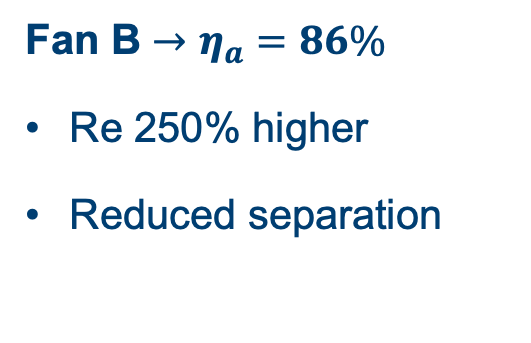 Fan B → ηₐ = 86%
• Re 250% higher
• Reduced separation